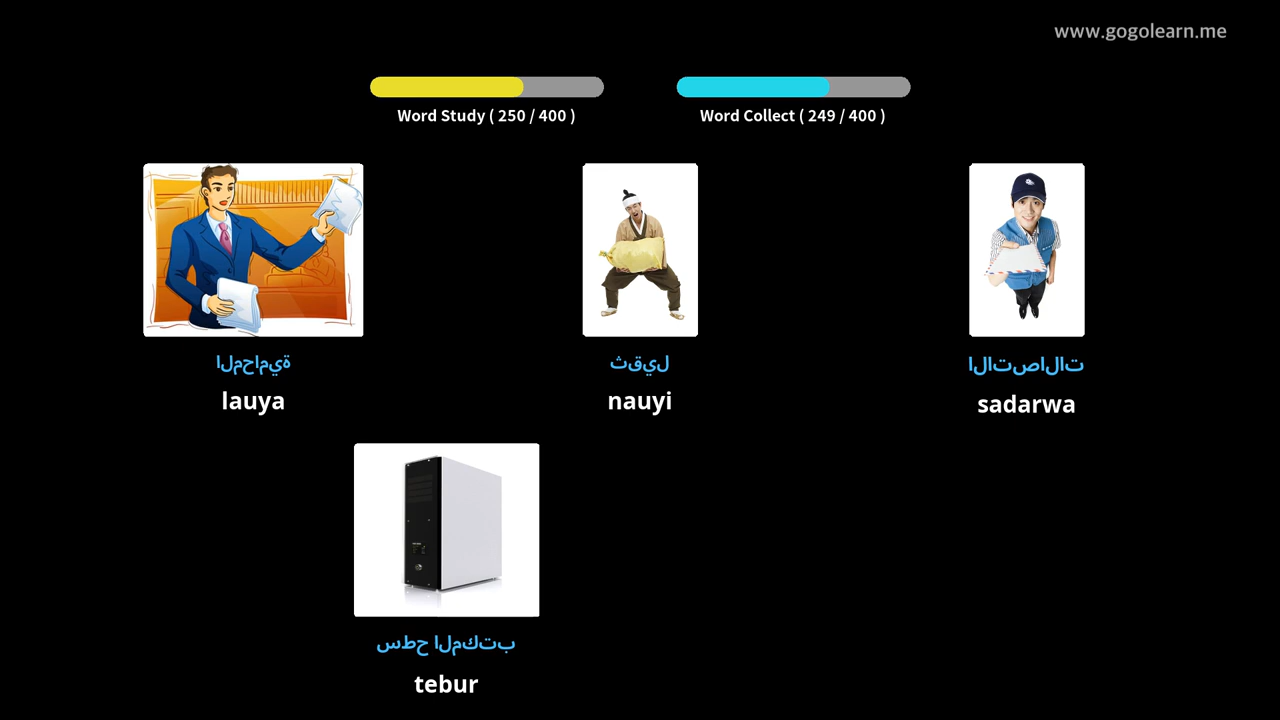 www.gogolearn.me
Word Study ( 250 / 400 )
Word Collect ( 249 / 400 )
المحامية
ثقيل
الاتصالات
lauya
nauyi
sadarwa
سطح المكتب
tebur